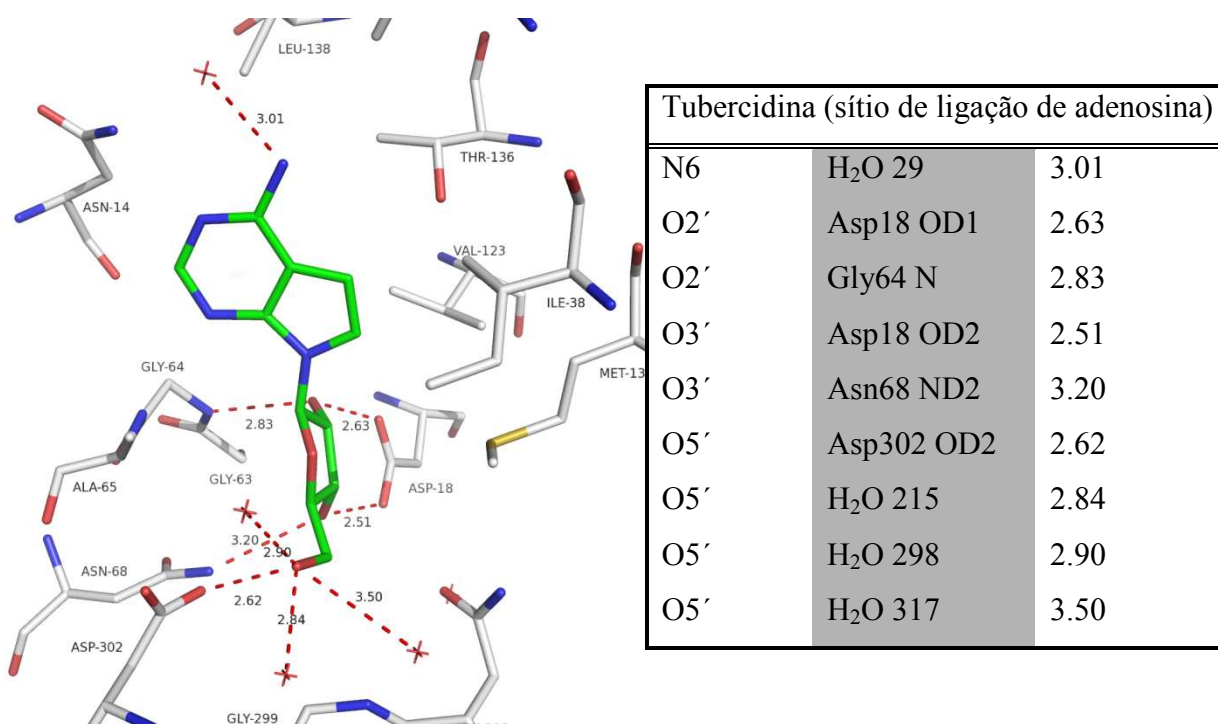 LEU-138
3.01
THR-136
ASN-14
VAL-123
ILE-38
GLY-64
2.83
2.63
GLY-63
ALA-65
ASP-18
2.51
3.20
2.90
ASN-68
2.62
3.50
2.84
ASP-302
GLY-299
Tubercidina (sítio de ligação de adenosina)
N6 H₂O 29 3.01
O2´ Asp18 OD1 2.63
O2´ Gly64 N 2.83
O3´ Asp18 OD2 2.51
O3´ Asn68 ND2 3.20
O5´ Asp302 OD2 2.62
O5´ H₂O 215 2.84
O5´ H₂O 298 2.90
O5´ H₂O 317 3.50